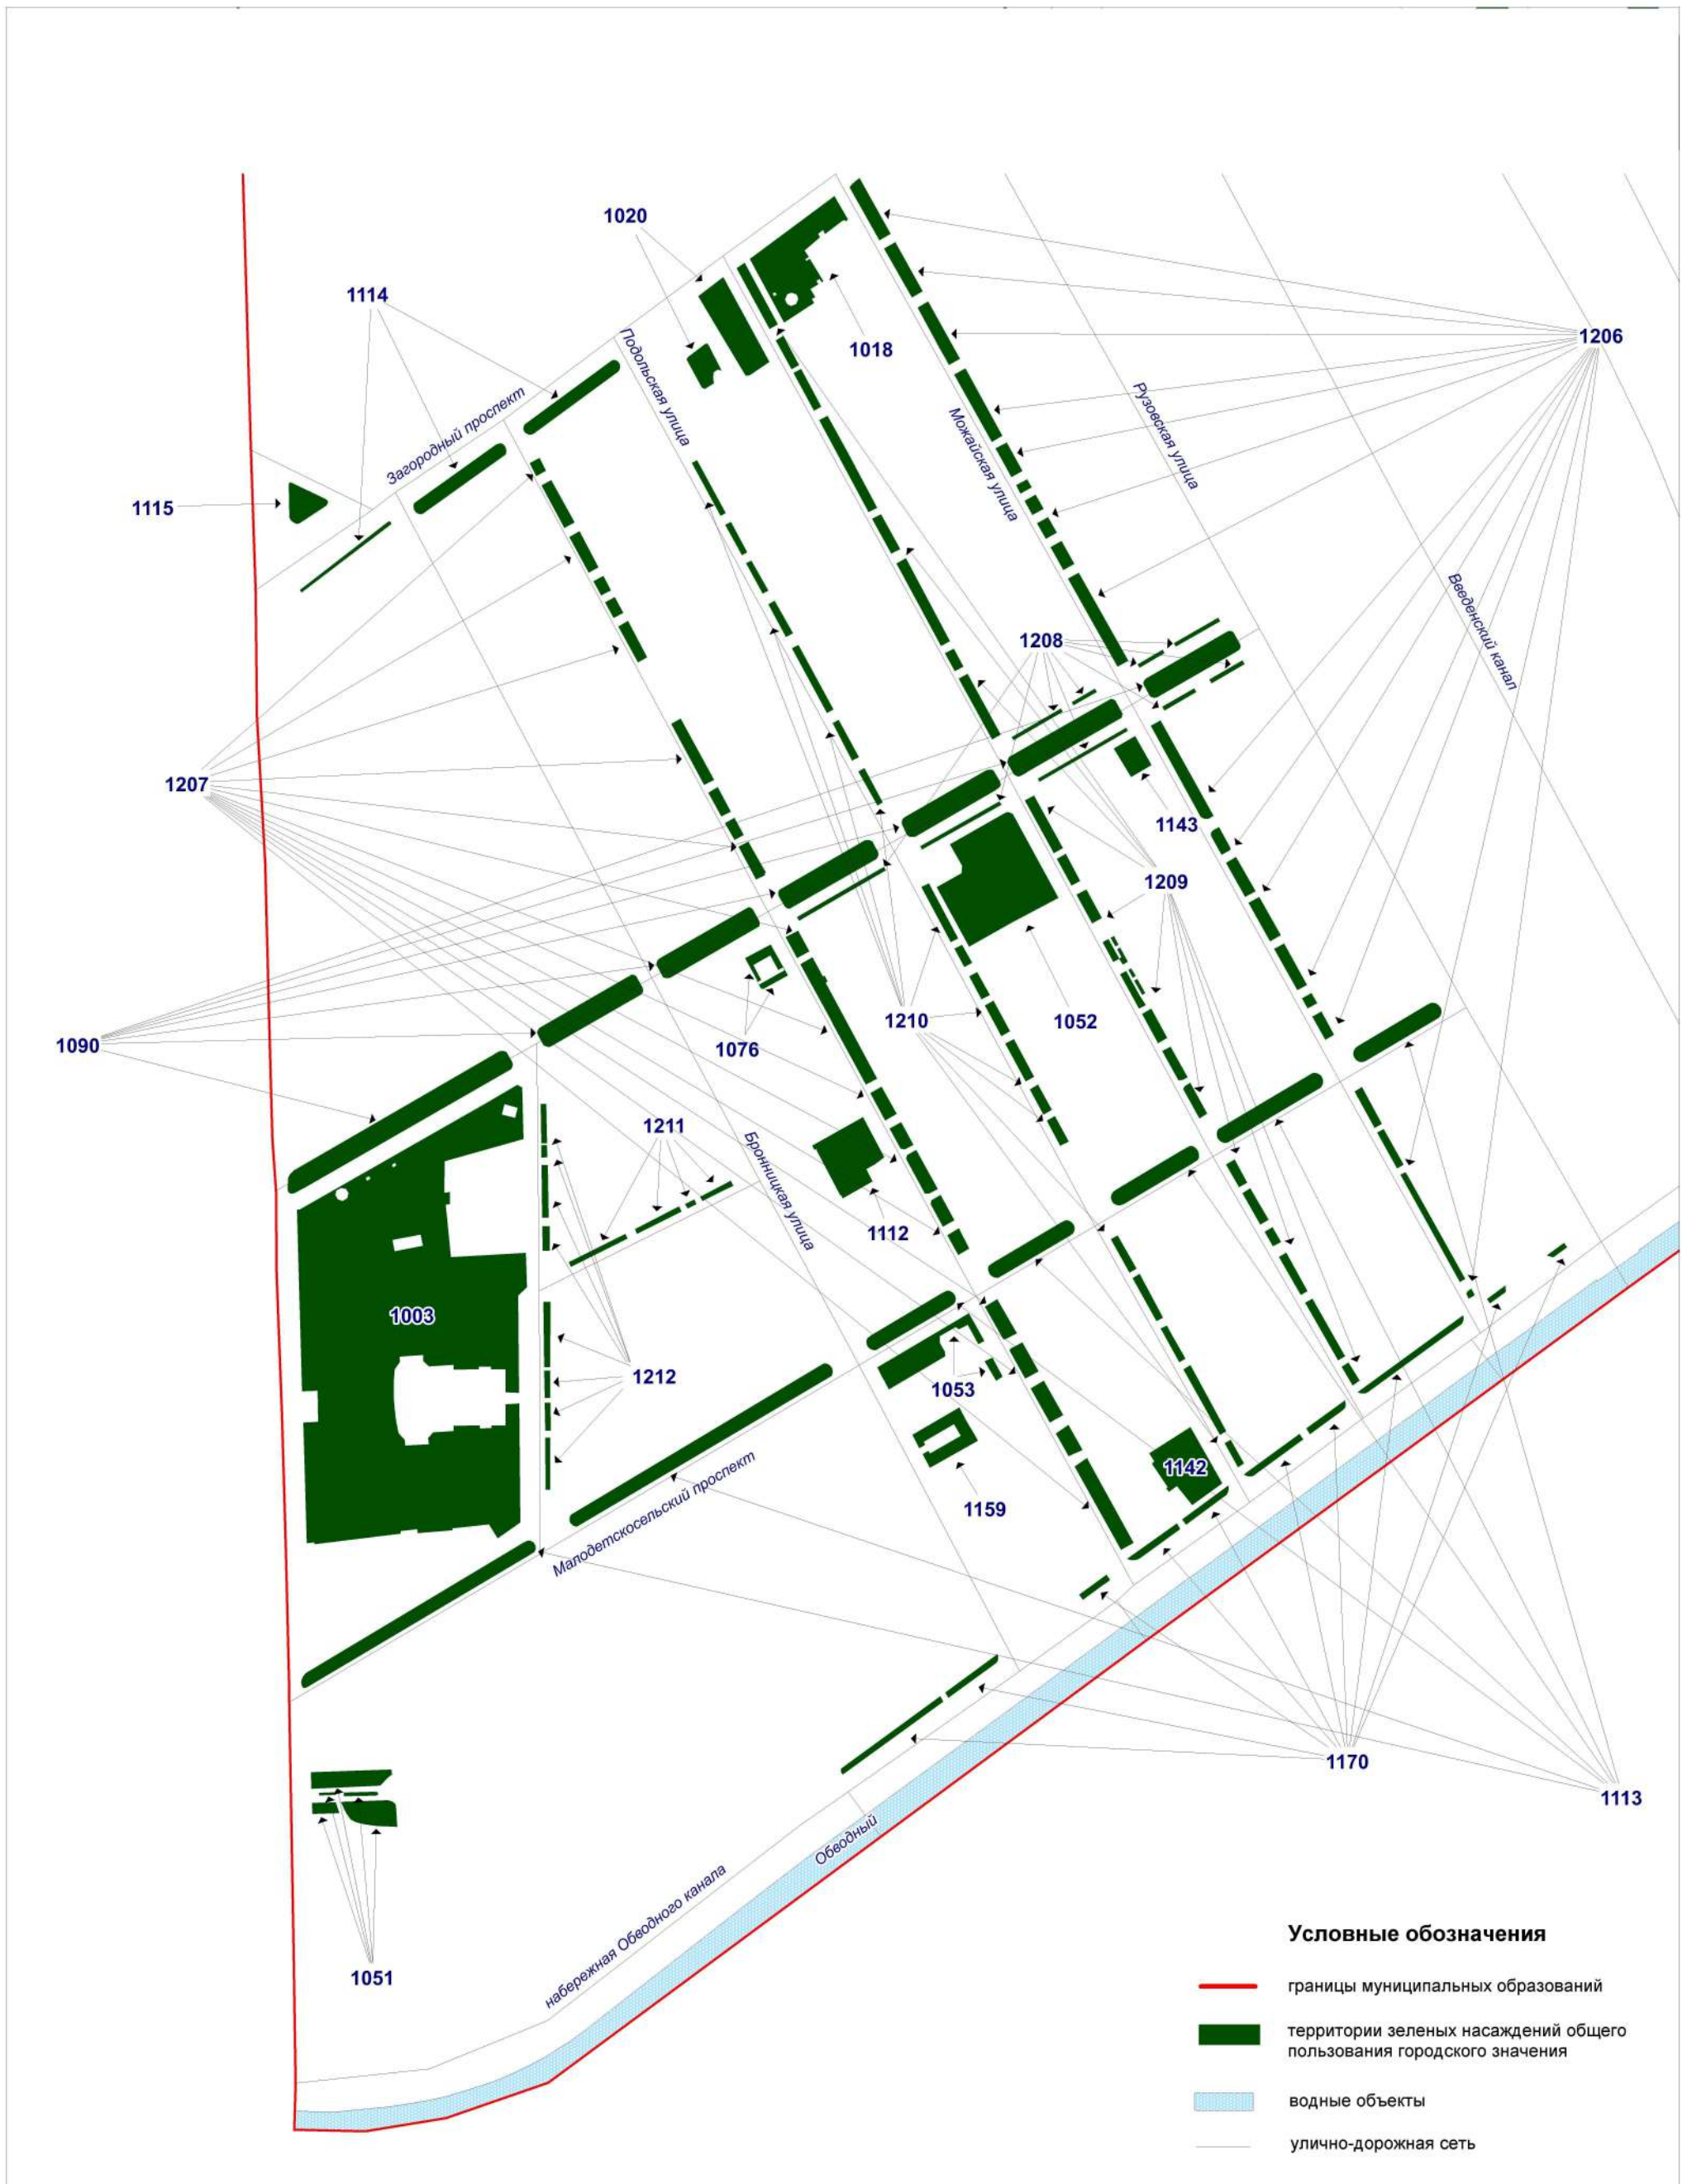 1020
1114
1206
1018
Подольская улица
Загородный проспект
Рузовская улица
Можайская улица
1115
Введенский канал
1208
1207
1143
1209
1210
1052
1090
1076
1211
Бронницкая улица
1112
1003
1212
1053
1142
Малодетскосельский проспект
1159
1170
1113
Обводный
набережная Обводного канала
1051
Условные обозначения
границы муниципальных образований
территории зеленых насаждений общего
пользования городского значения
водные объекты
улично-дорожная сеть